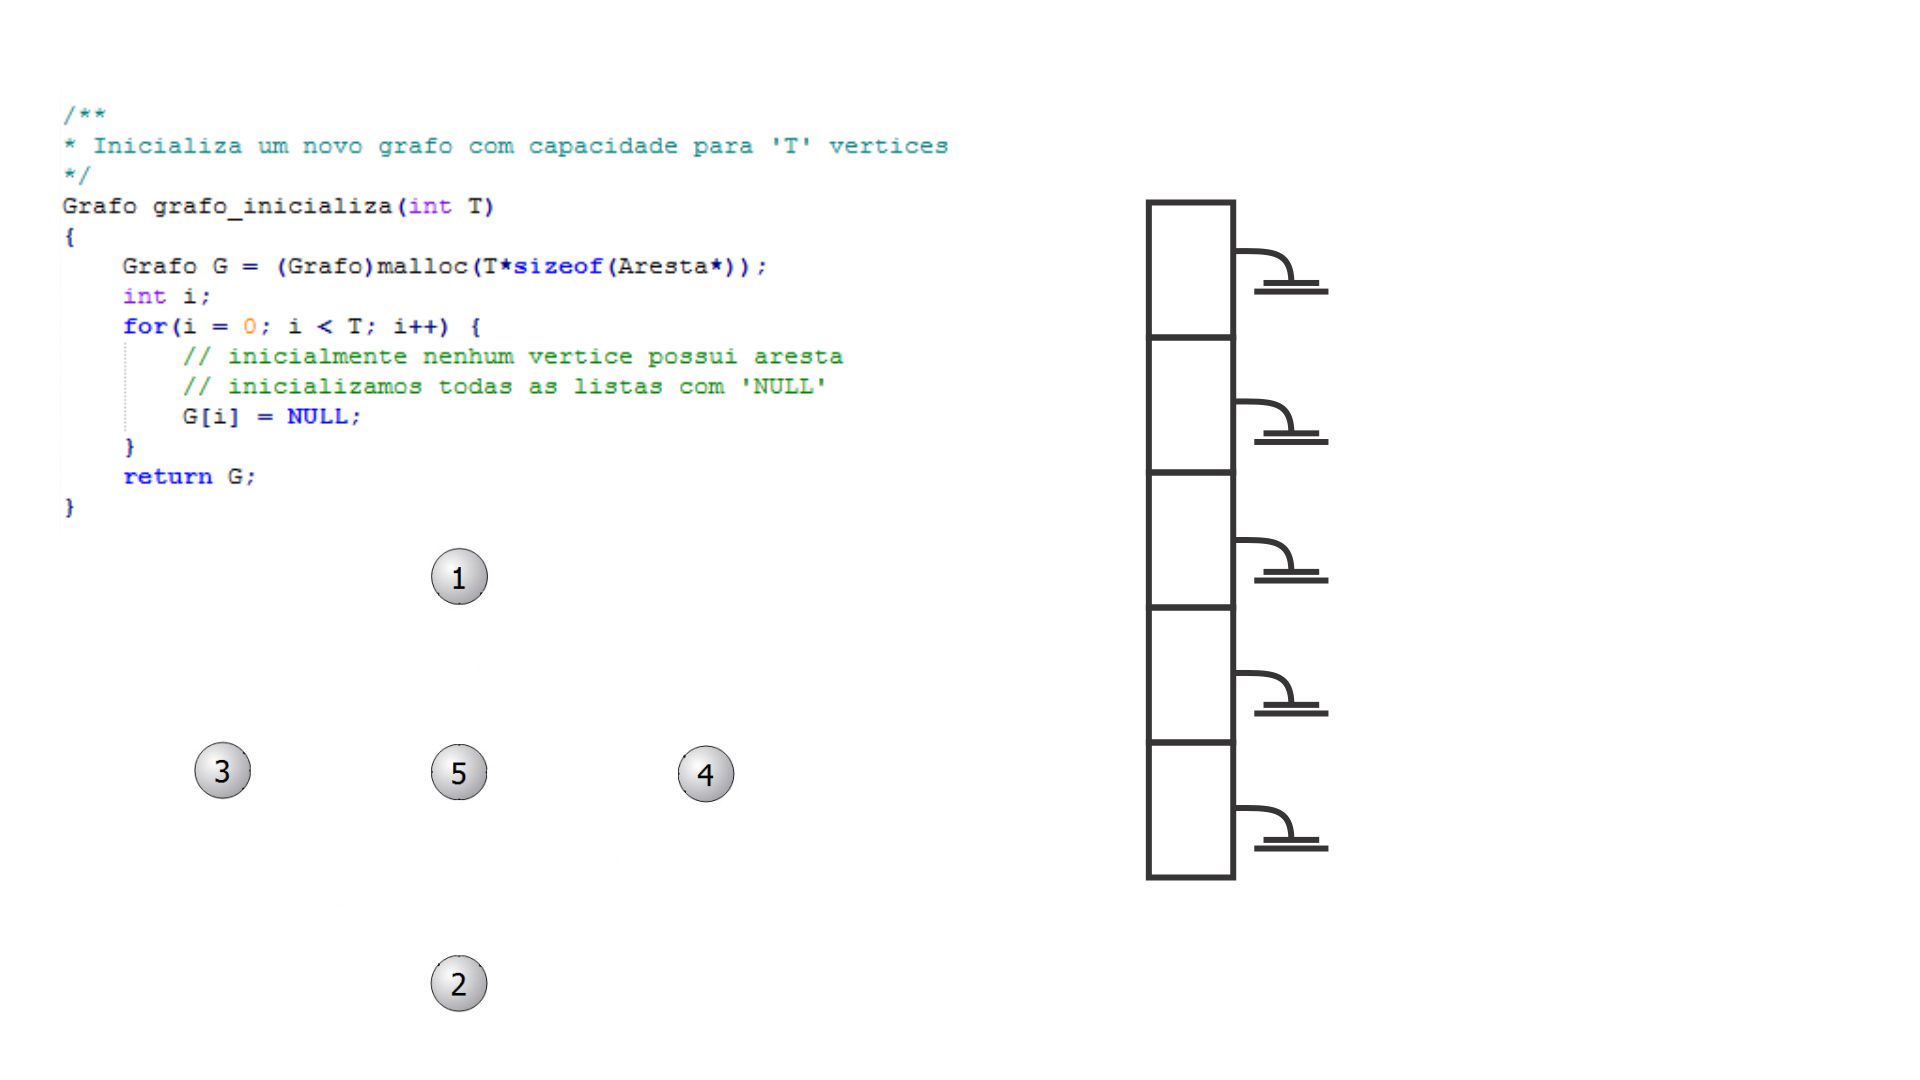 /**
* Inicializa um novo grafo com capacidade para 'T' vertices
*/
Grafo grafo_inicializa(int T)
{
    Grafo G = (Grafo)malloc(T*sizeof(Aresta*));
    int i;
    for(i = 0; i < T; i++) {
        // inicialmente nenhum vertice possui aresta
        // inicializamos todas as listas com 'NULL'
        G[i] = NULL;
    }
    return G;
}
1
3 5 4
2